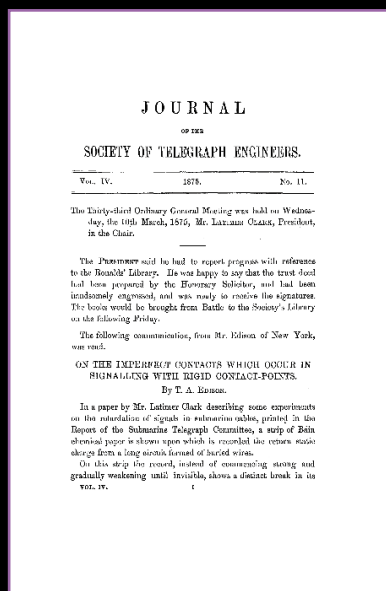 JOURNAL
OF THE
SOCIETY OF TELEGRAPH ENGINEERS.
VOL. IV. 1875. No. 11.
The Thirty-third Ordinary General Meeting was held on Wednes-
day, the 10th March, 1875, Mr. LATIMER CLARK, President,
in the Chair.
The PRESIDENT said he had to report progress with reference
to the Ronalds' Library. He was happy to say that the trust deed
had been prepared by the Honorary Solicitor, and had been
handsomely engrossed, and was ready to receive the signatures.
The books would be brought from Battle to the Society's Library
on the following Friday.
The following communication, from Mr. Edison of New York,
was read.
ON THE IMPERFECT CONTACTS WHICH OCCUR IN
SIGNALLING WITH RIGID CONTACT-POINTS.
By T. A. EDISON.
In a paper by Mr. Latimer Clark describing some experiments
on the retardation of signals in submarine cables, printed in the
Report of the Submarine Telegraph Committee, a strip of Bain
chemical paper is shown upon which is recorded the return static
charge from a long circuit formed of buried wires.
On this strip the record, instead of commencing strong and
gradually weakening until invisible, shows a distinct break in its
VOL. IV.